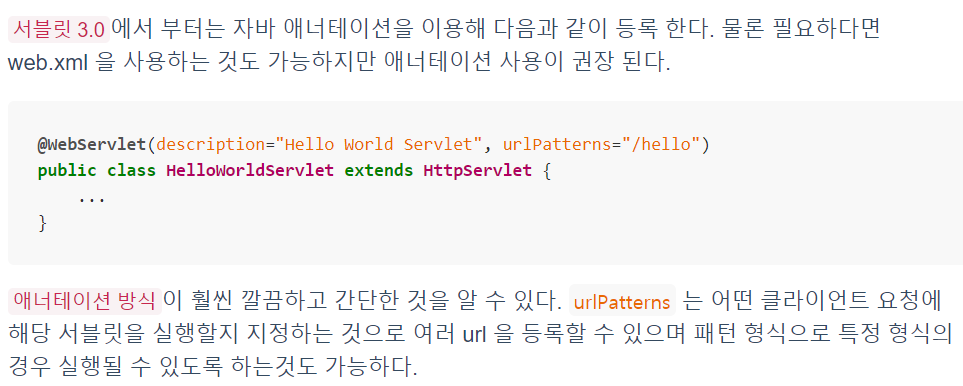 서블릿 3.0 에서 부터는 자바 애너테이션을 이용해 다음과 같이 등록 한다. 물론 필요하다면
web.xml 을 사용하는 것도 가능하지만 애너테이션 사용이 권장 된다.
@WebServlet(description="Hello World Servlet", urlPatterns="/hello")
public class HelloWorldServlet extends HttpServlet {
    ...
}
애너테이션 방식 이 훨씬 깔끔하고 간단한 것을 알 수 있다. urlPatterns 는 어떤 클라이언트 요청에
해당 서블릿을 실행할지 지정하는 것으로 여러 url 을 등록할 수 있으며 패턴 형식으로 특정 형식의
경우 실행될 수 있도록 하는것도 가능하다.